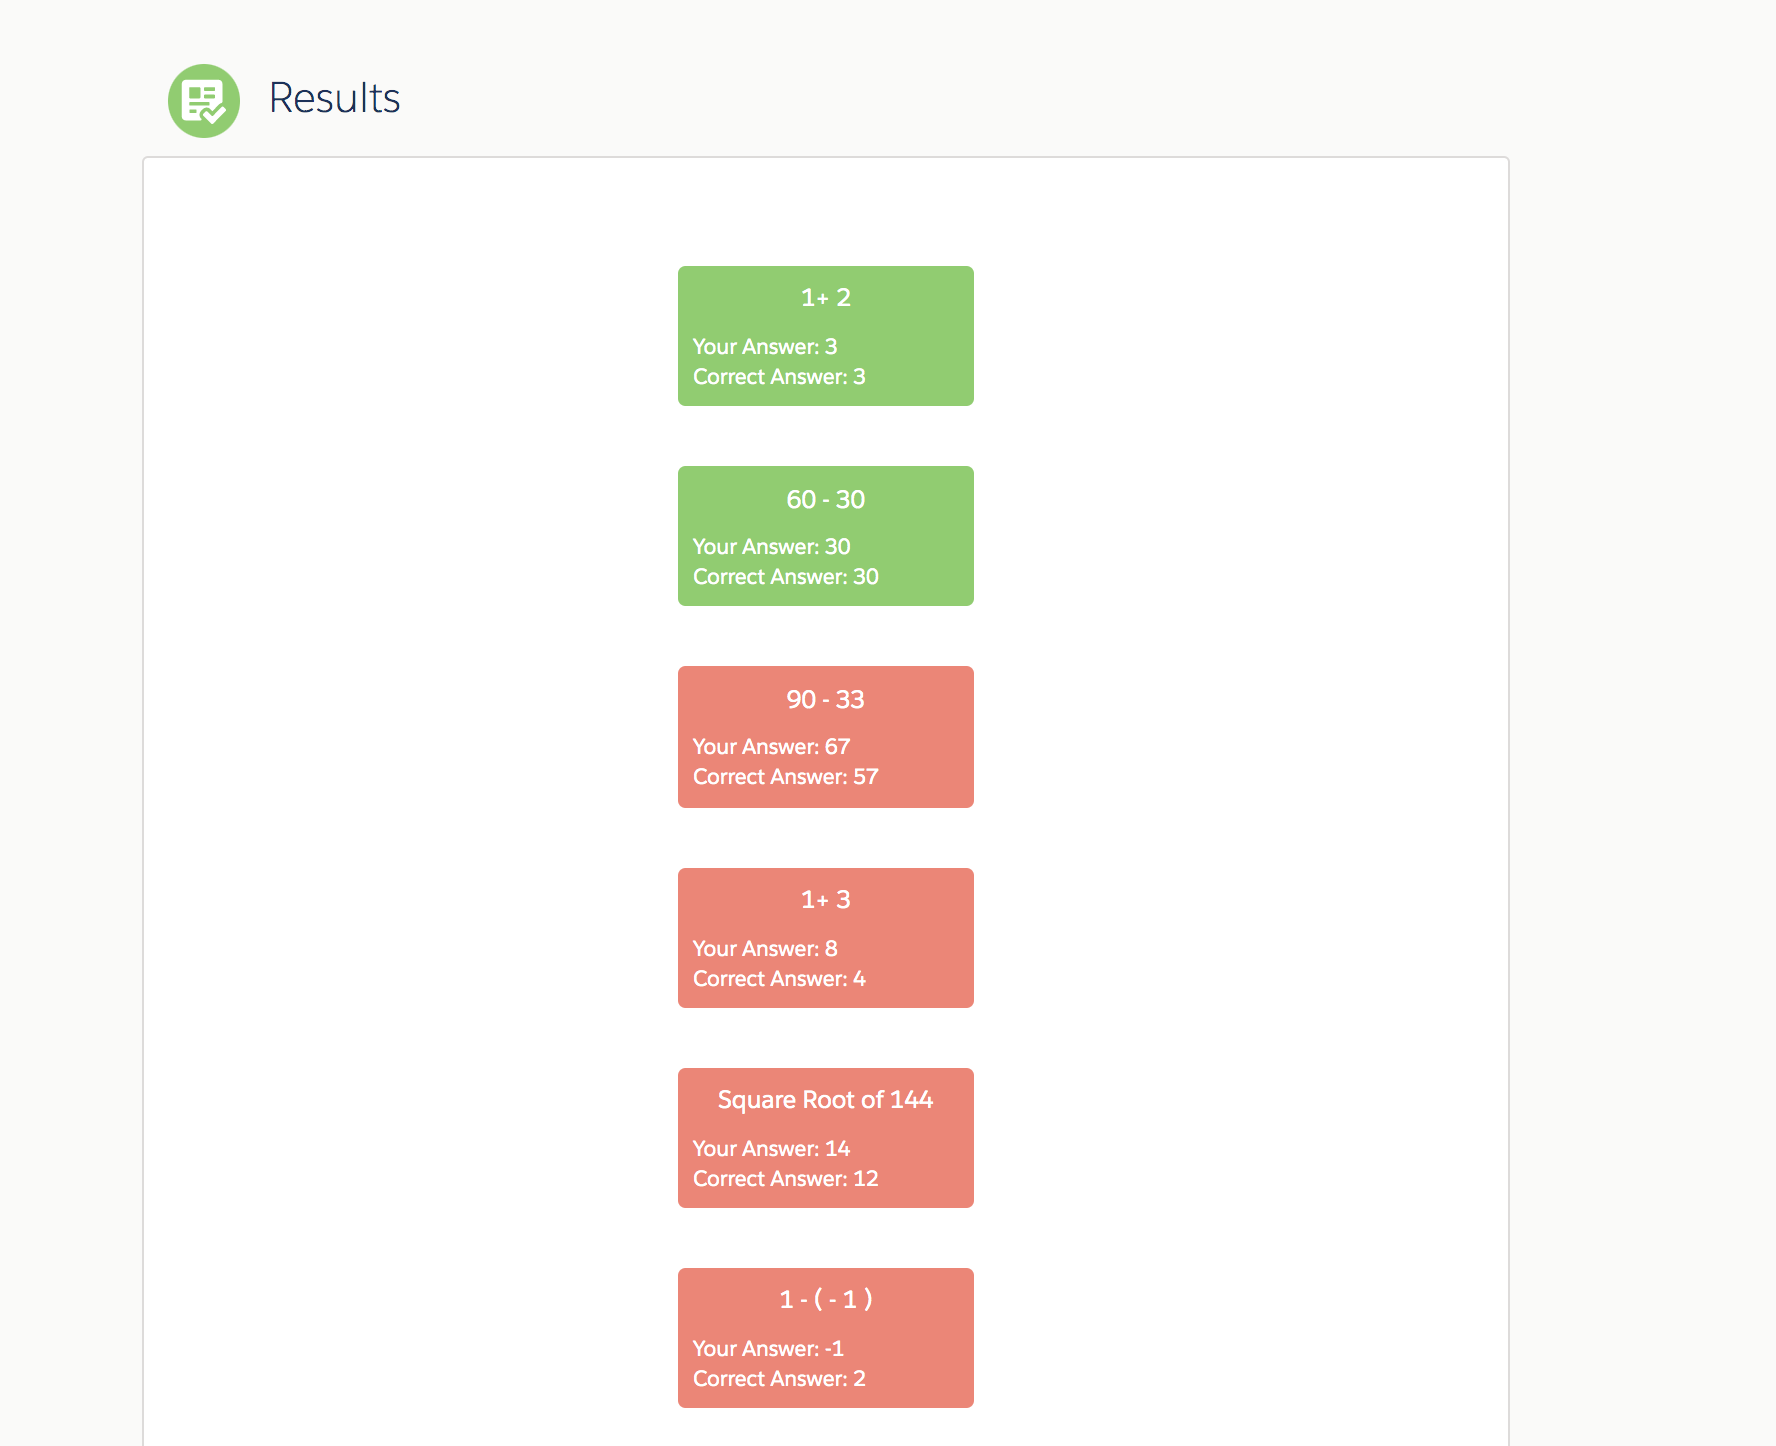 Results
1+ 2
Your Answer: 3
Correct Answer: 3
60 - 30
Your Answer: 30
Correct Answer: 30
90 - 33
Your Answer: 67
Correct Answer: 57
1+ 3
Your Answer: 8
Correct Answer: 4
Square Root of 144
Your Answer: 14
Correct Answer: 12
1 - ( - 1 )
Your Answer: -1
Correct Answer: 2